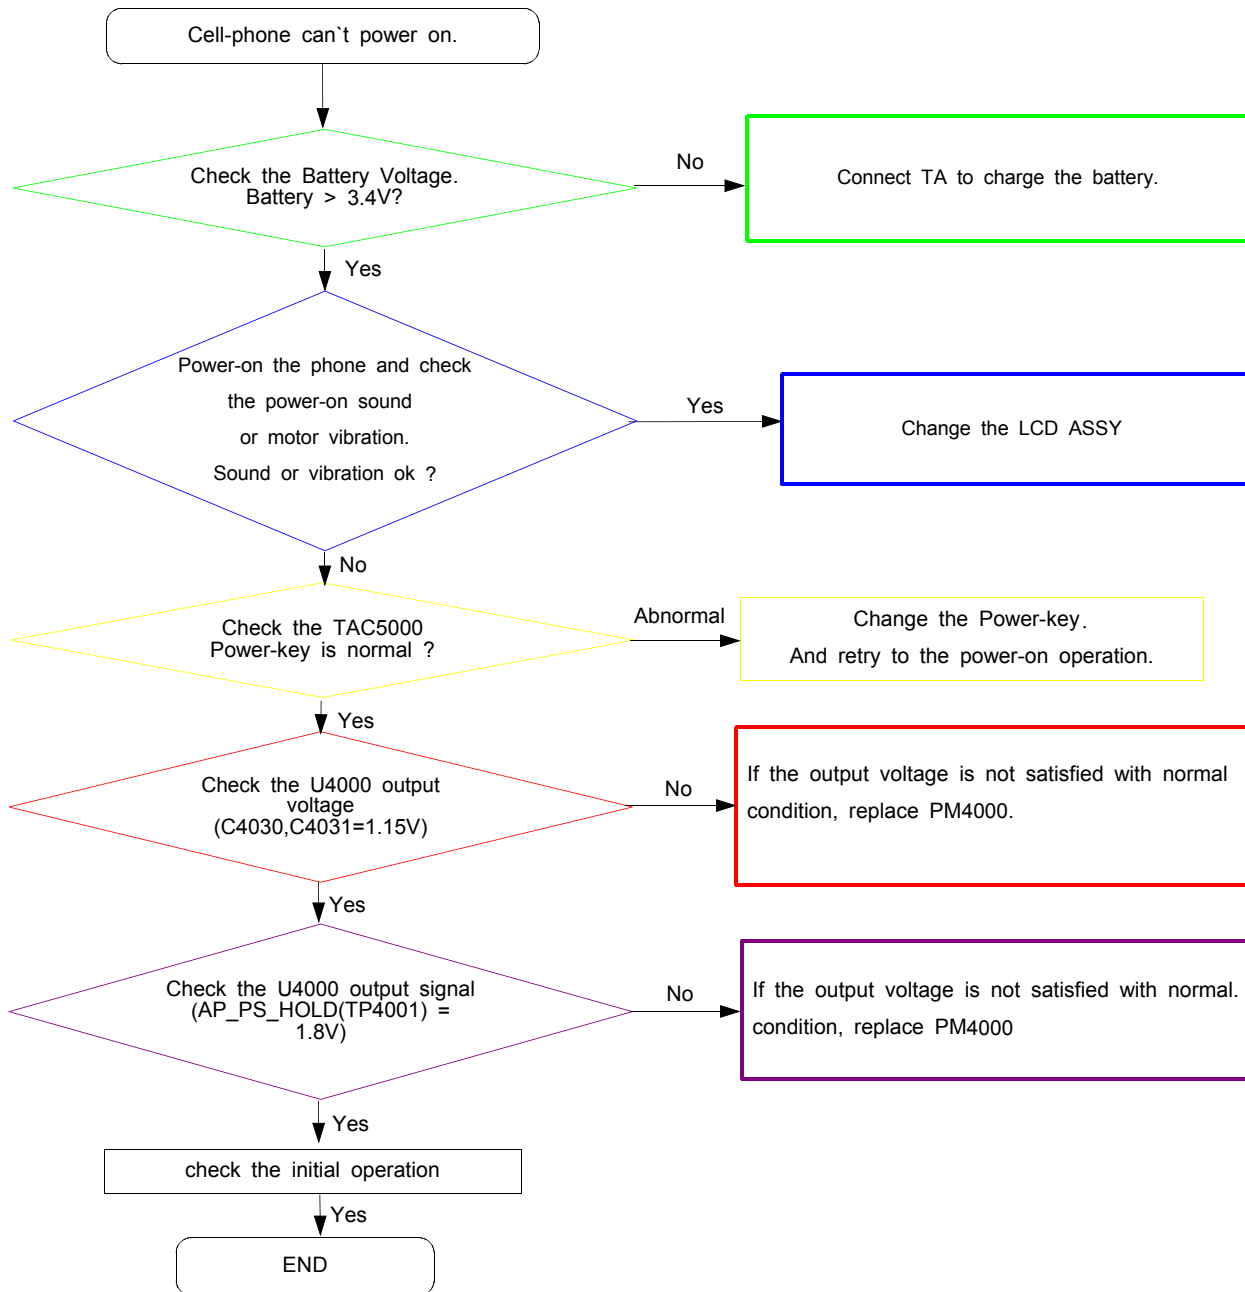 Cell-phone can`t power on.
Check the Battery Voltage.
Battery > 3.4V?
No
Connect TA to charge the battery.
Yes
Power-on the phone and check
the power-on sound
or motor vibration.
Sound or vibration ok ?
Yes
Change the LCD ASSY
No
Check the TAC5000
Power-key is normal ?
Abnormal
Change the Power-key.
And retry to the power-on operation.
Yes
Check the U4000 output
voltage
(C4030,C4031=1.15V)
No
If the output voltage is not satisfied with normal
condition, replace PM4000.
Yes
Check the U4000 output signal
(AP_PS_HOLD(TP4001) =
1.8V)
No
If the output voltage is not satisfied with normal.
condition, replace PM4000
Yes
check the initial operation
Yes
END